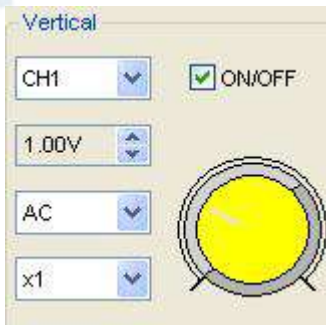 Vertical
CH1 ON/OFF
1.00V
AC
x1